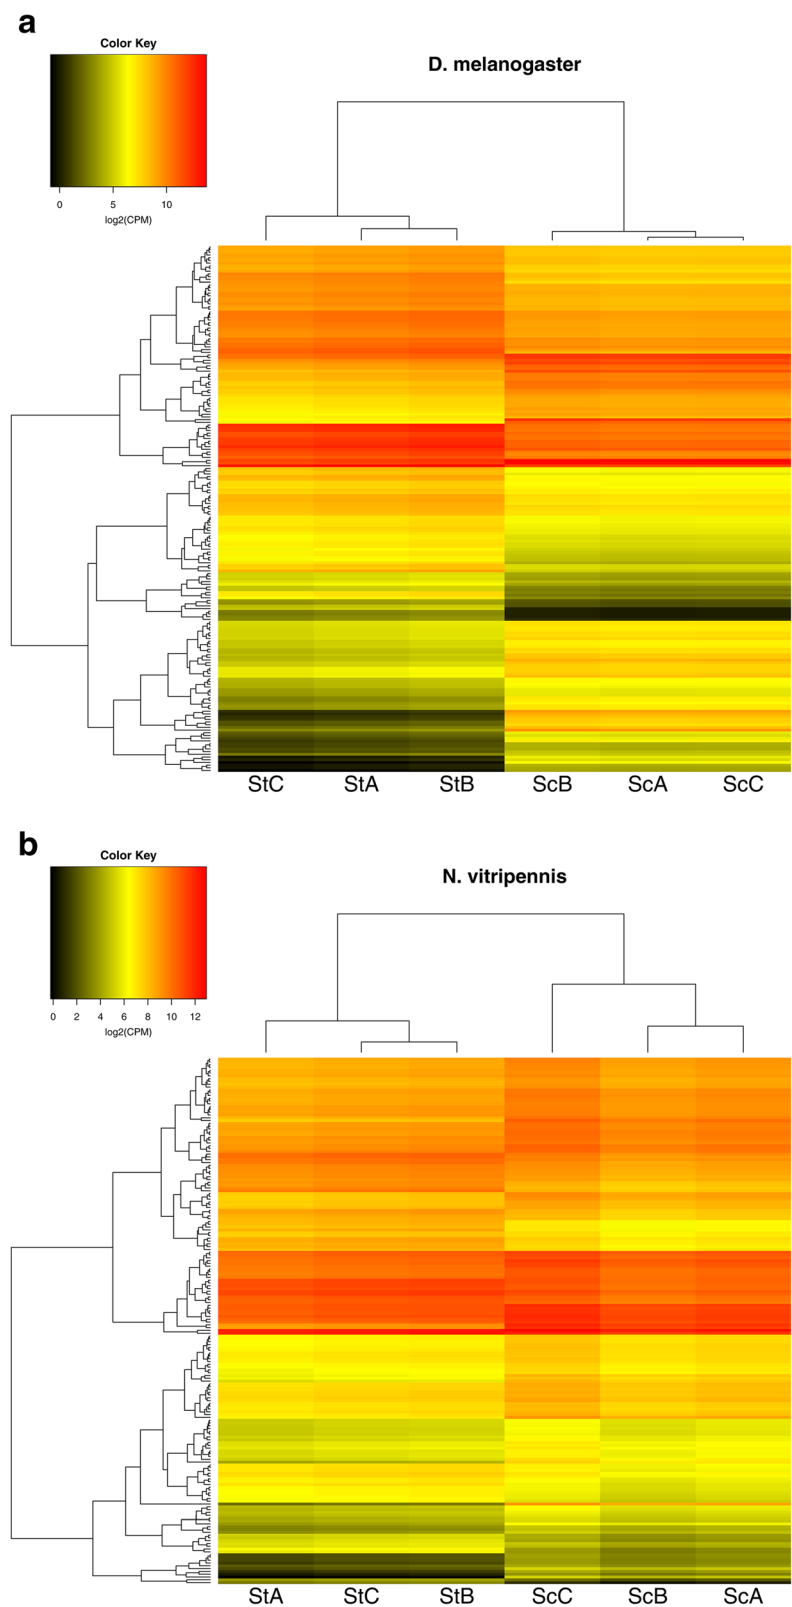 a
Color Key
0 5 10
log2(CPM)
D. melanogaster
StC StA StB ScB ScA ScC
b
Color Key
0 2 4 6 8 10 12
log2(CPM)
N. vitripennis
StA StC StB ScC ScB ScA